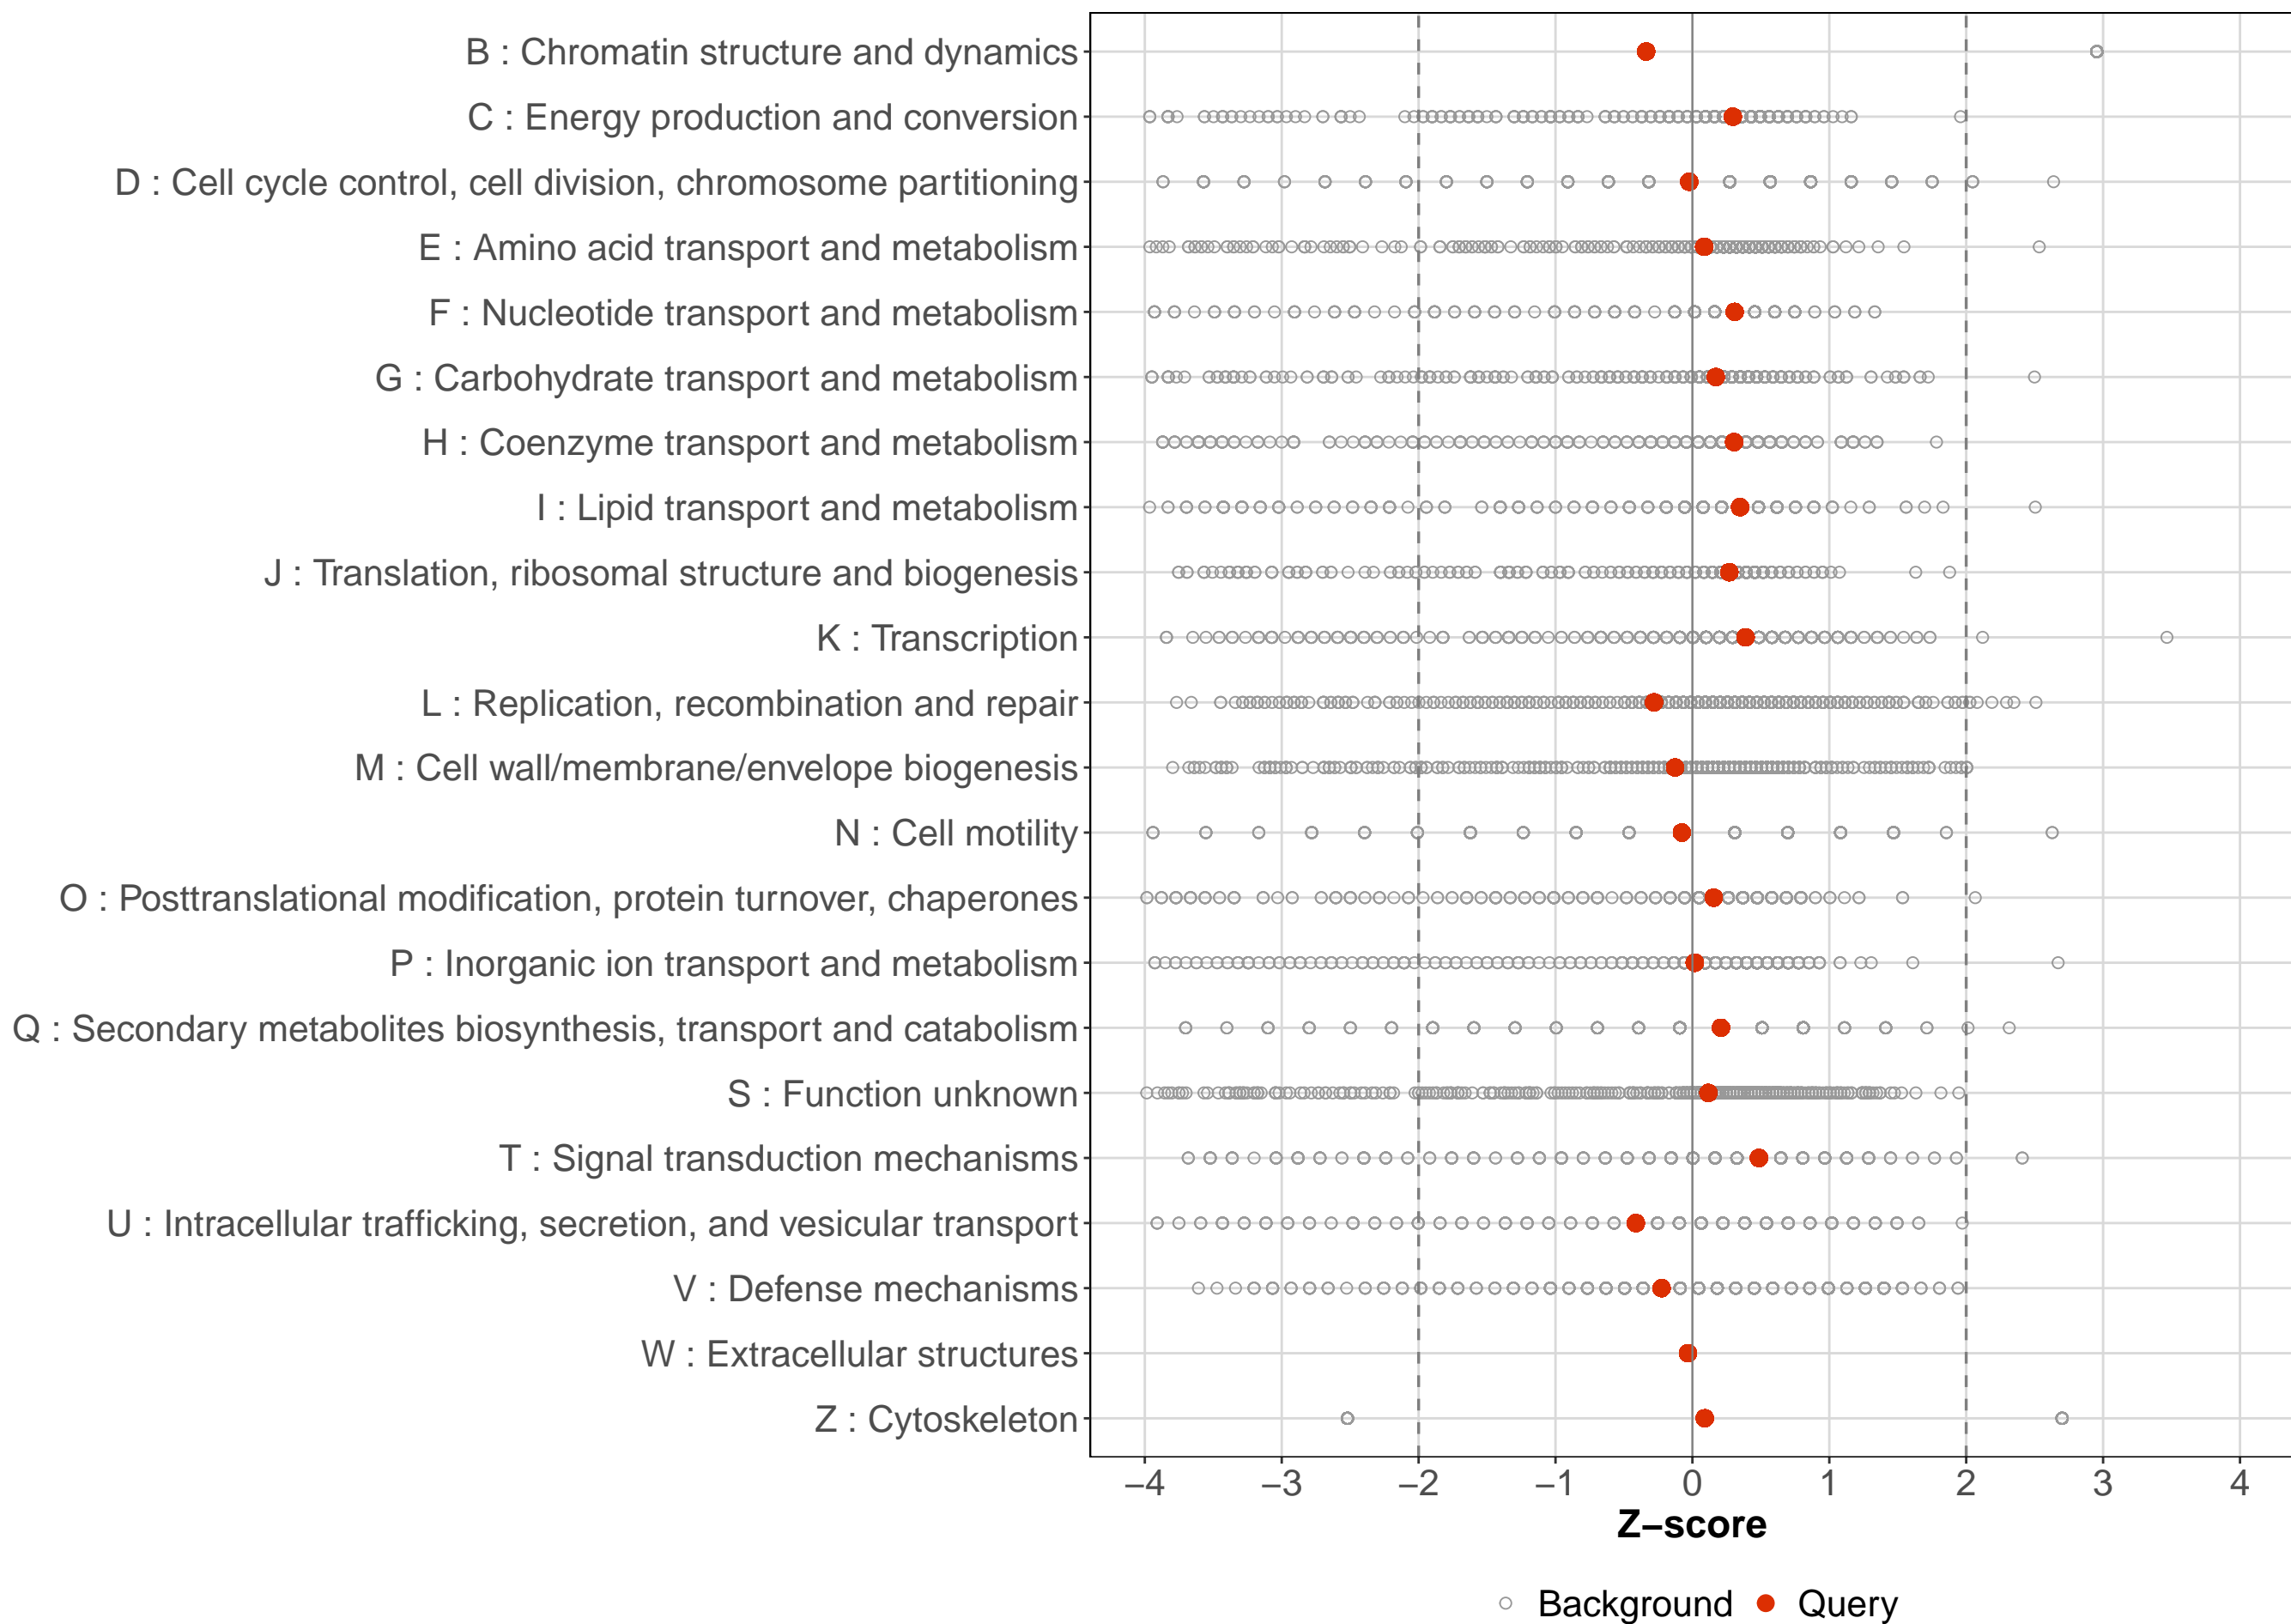 B : Chromatin structure and dynamics
C : Energy production and conversion
D : Cell cycle control, cell division, chromosome partitioning
E : Amino acid transport and metabolism
F : Nucleotide transport and metabolism
G : Carbohydrate transport and metabolism
H : Coenzyme transport and metabolism
I : Lipid transport and metabolism
J : Translation, ribosomal structure and biogenesis
K : Transcription
L : Replication, recombination and repair
M : Cell wall/membrane/envelope biogenesis
N : Cell motility
O : Posttranslational modification, protein turnover, chaperones
P : Inorganic ion transport and metabolism
Q : Secondary metabolites biosynthesis, transport and catabolism
S : Function unknown
T : Signal transduction mechanisms
U : Intracellular trafficking, secretion, and vesicular transport
V : Defense mechanisms
W : Extracellular structures
Z : Cytoskeleton
−4 −3 −2 −1 0 1 2 3 4
Z−score
Background Query